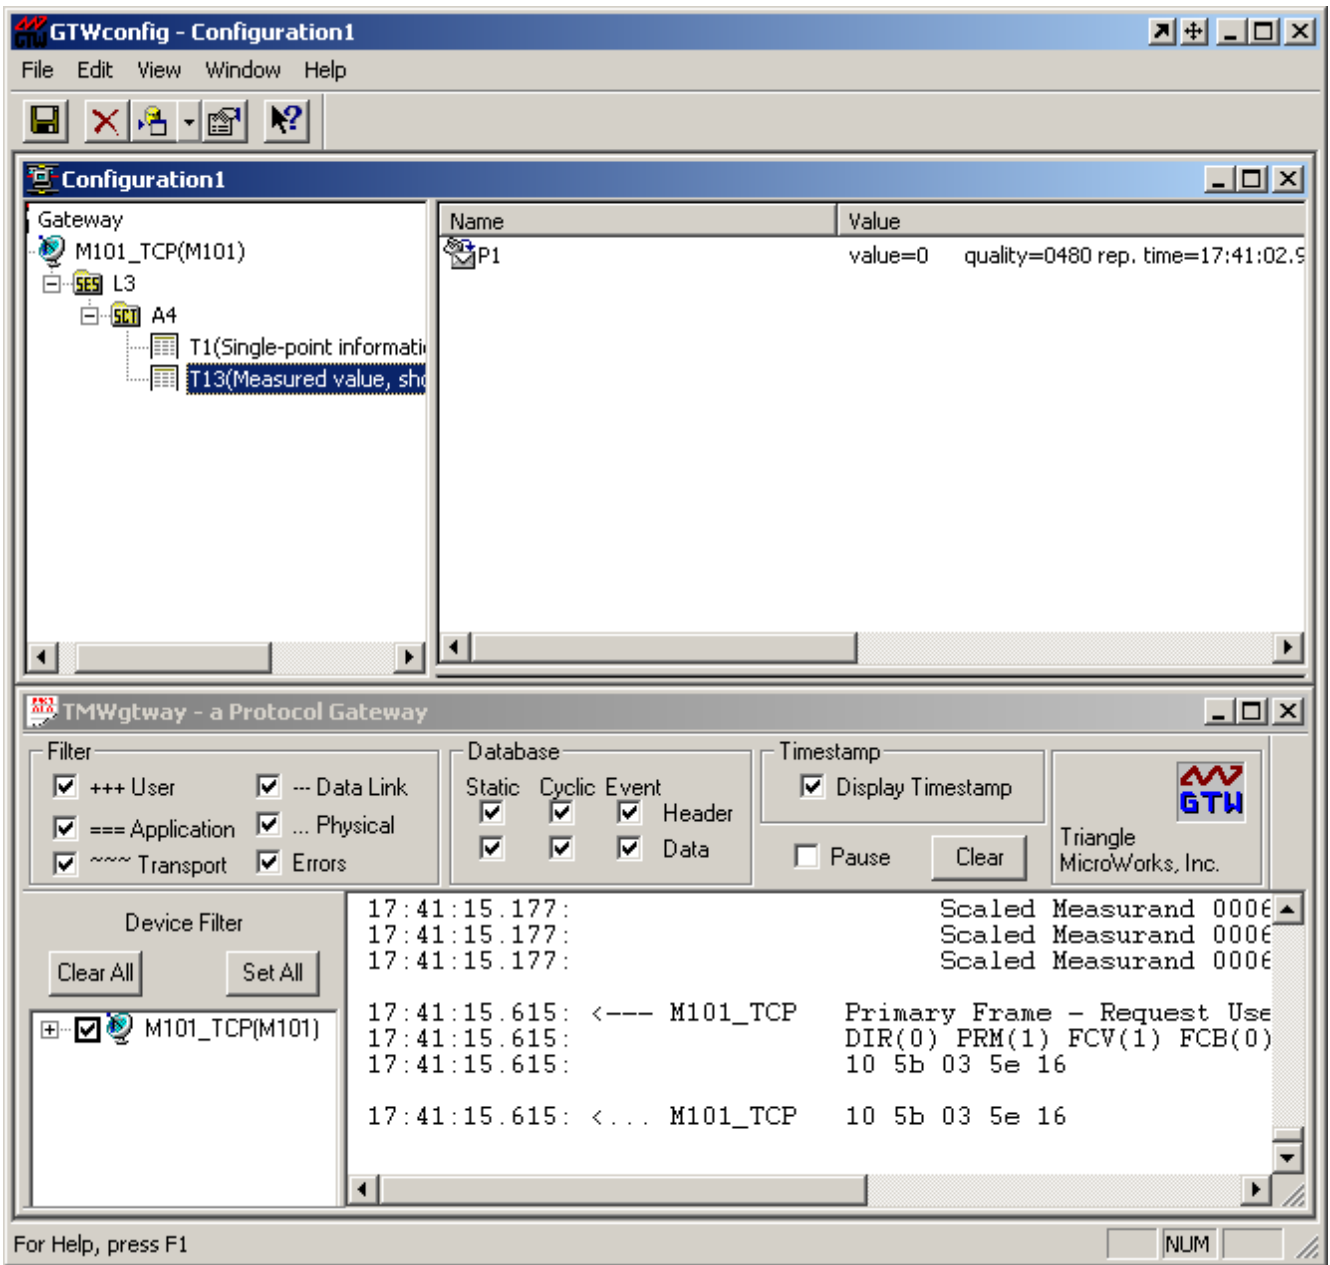 GTWconfig - Configuration1
File Edit View Window Help
Configuration1
Gateway
M101_TCP(M101)
SES L3
SCT A4
T1(Single-point informati
T13(Measured value, sho
Name Value
P1 value=0 quality=0480 rep. time=17:41:02.9
TMWgtway - a Protocol Gateway
Filter
+++ User --- Data Link
=== Application ... Physical
~~~ Transport Errors
Database
Static Cyclic Event
Header
Data
Timestamp
Display Timestamp
Pause Clear
GTW
Triangle
MicroWorks, Inc.
Device Filter
Clear All Set All
M101_TCP(M101)
17:41:15.177: Scaled Measurand 0006
17:41:15.177: Scaled Measurand 0006
17:41:15.177: Scaled Measurand 0006
17:41:15.615: <--- M101_TCP Primary Frame - Request Use
17:41:15.615: DIR(0) PRM(1) FCV(1) FCB(0)
17:41:15.615: 10 5b 03 5e 16
17:41:15.615: <... M101_TCP 10 5b 03 5e 16
For Help, press F1 NUM